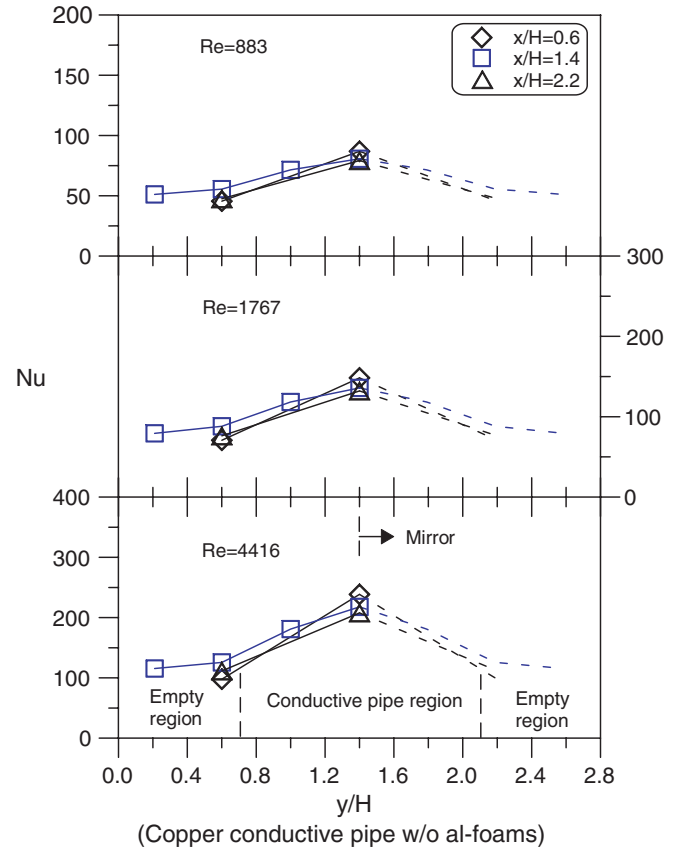 200
150
100
50
0
Re=883
x/H=0.6
x/H=1.4
x/H=2.2
300
200
100
0
Re=1767
Nu
400
300
200
100
0
Re=4416
Mirror
Empty
region
Conductive pipe region
Empty
region
0.0 0.4 0.8 1.2 1.6 2.0 2.4 2.8
y/H
(Copper conductive pipe w/o al-foams)